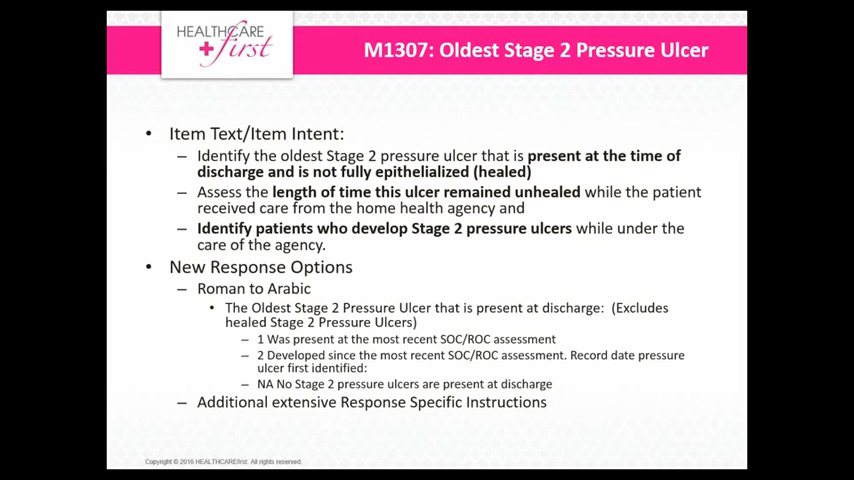 HEALTHCARE
first
M1307: Oldest Stage 2 Pressure Ulcer
• Item Text/Item Intent:
– Identify the oldest Stage 2 pressure ulcer that is present at the time of
discharge and is not fully epithelialized (healed)
– Assess the length of time this ulcer remained unhealed while the patient
received care from the home health agency and
– Identify patients who develop Stage 2 pressure ulcers while under the
care of the agency.
• New Response Options
– Roman to Arabic
• The Oldest Stage 2 Pressure Ulcer that is present at discharge: (Excludes
healed Stage 2 Pressure Ulcers)
– 1 Was present at the most recent SOC/ROC assessment
– 2 Developed since the most recent SOC/ROC assessment. Record date pressure
ulcer first identified:
– NA No Stage 2 pressure ulcers are present at discharge
– Additional extensive Response Specific Instructions
Copyright © 2016 HEALTHCAREfirst. All rights reserved.